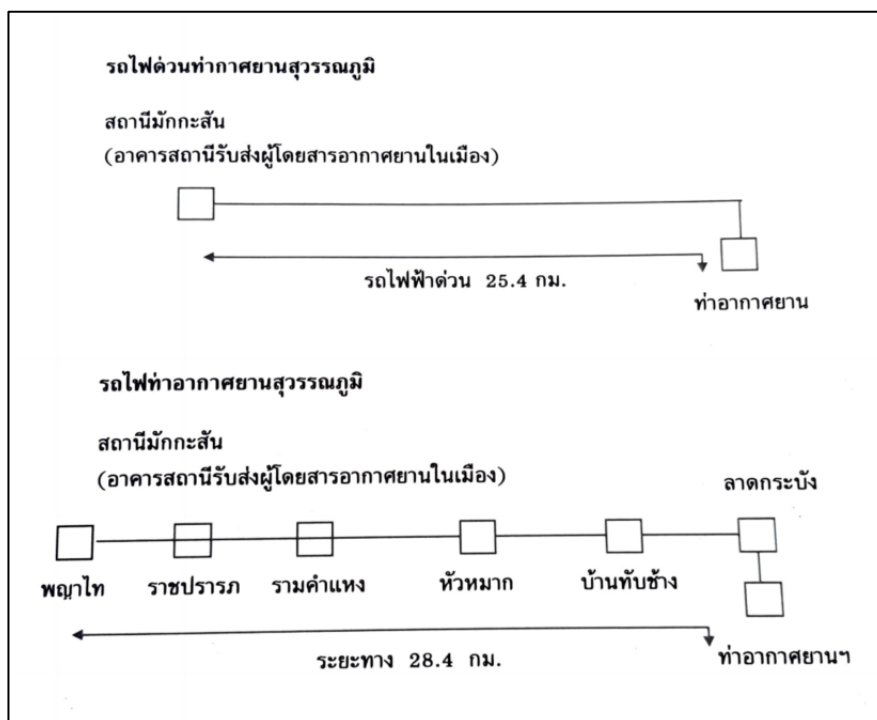 รถไฟด่วนท่ากาศยานสุวรรณภูมิ
สถานีมักกะสัน
(อาคารสถานีรับส่งผู้โดยสารอากาศยานในเมือง)
รถไฟฟ้าด่วน 25.4 กม.
ท่าอากาศยาน
รถไฟท่าอากาศยานสุวรรณภูมิ
สถานีมักกะสัน
(อาคารสถานีรับส่งผู้โดยสารอากาศยานในเมือง)
ลาดกระบัง
พญาไท ราชปรารภ รามคำแหง หัวหมาก บ้านทับช้าง
ระยะทาง 28.4 กม. ท่าอากาศยานฯ